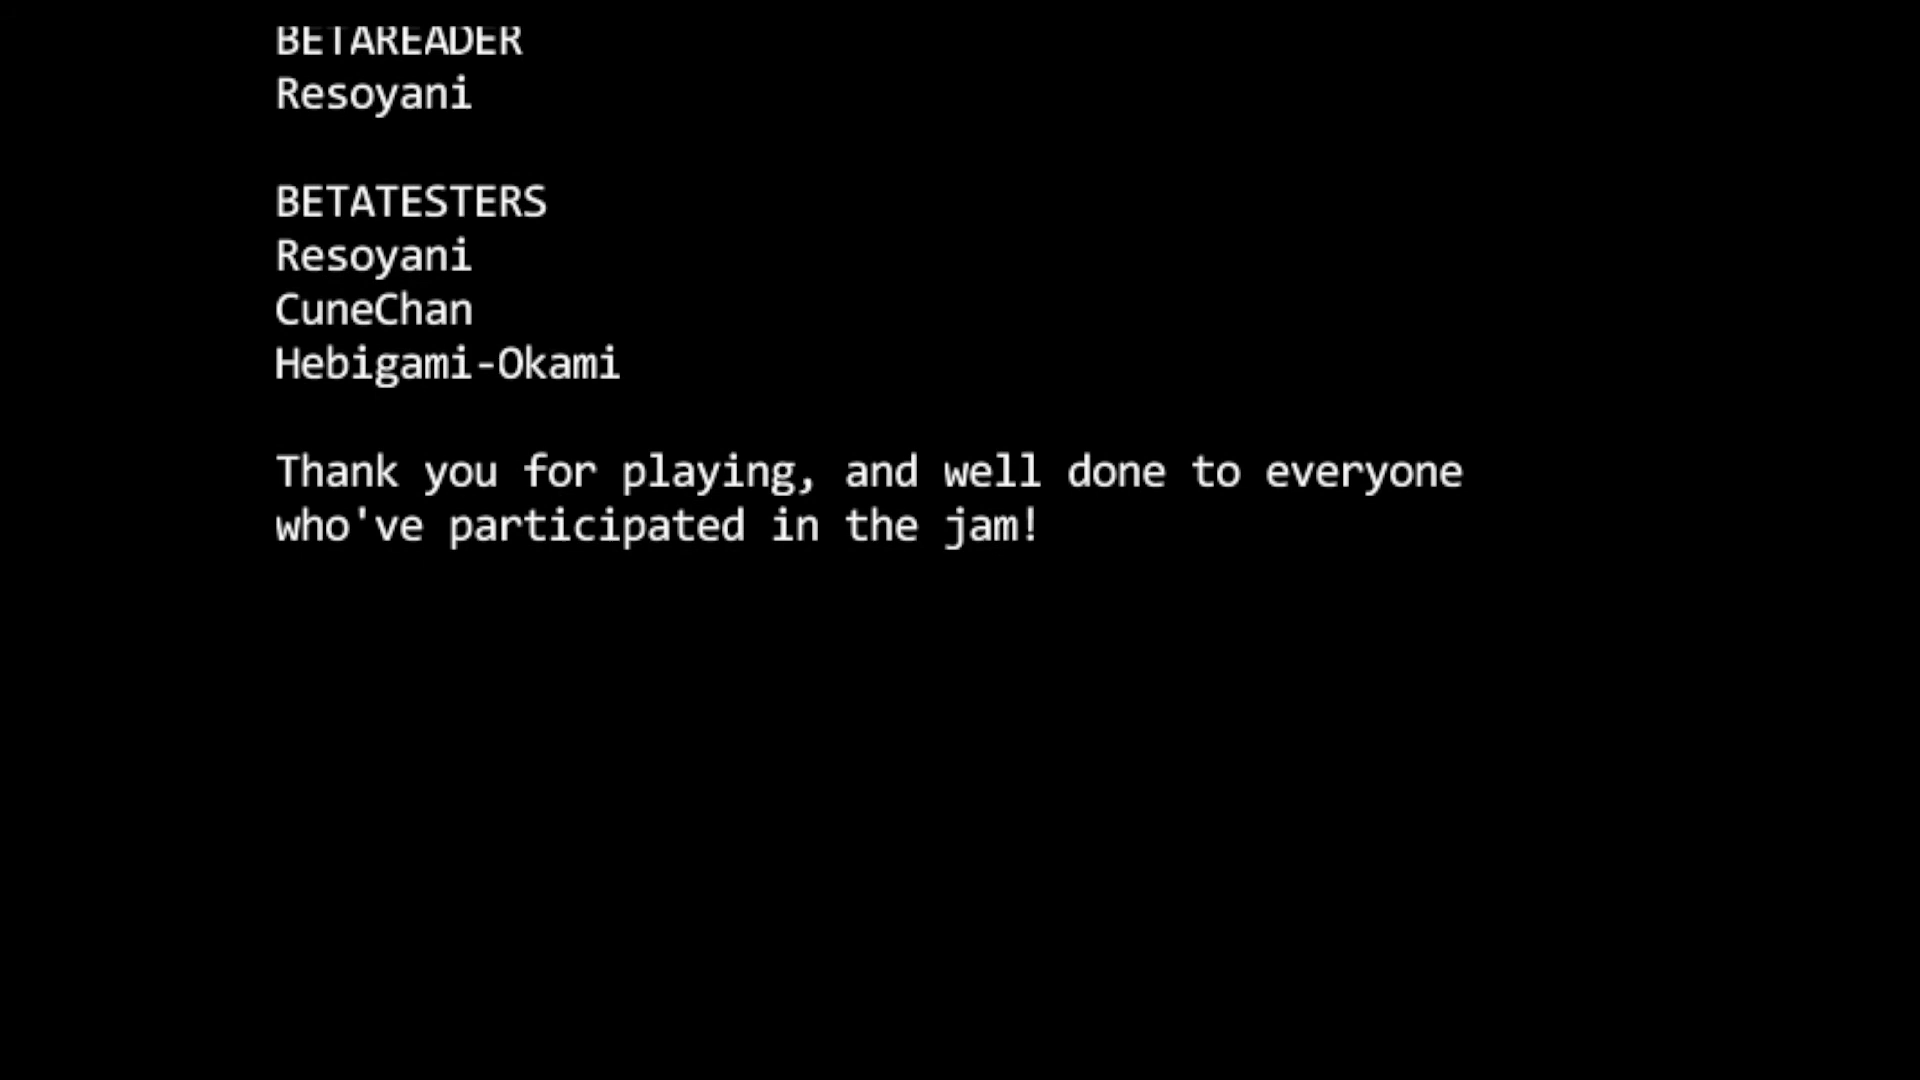 BETAREADER
Resoyani
BETATESTERS
Resoyani
CuneChan
Hebigami-Okami
Thank you for playing, and well done to everyone
who've participated in the jam!